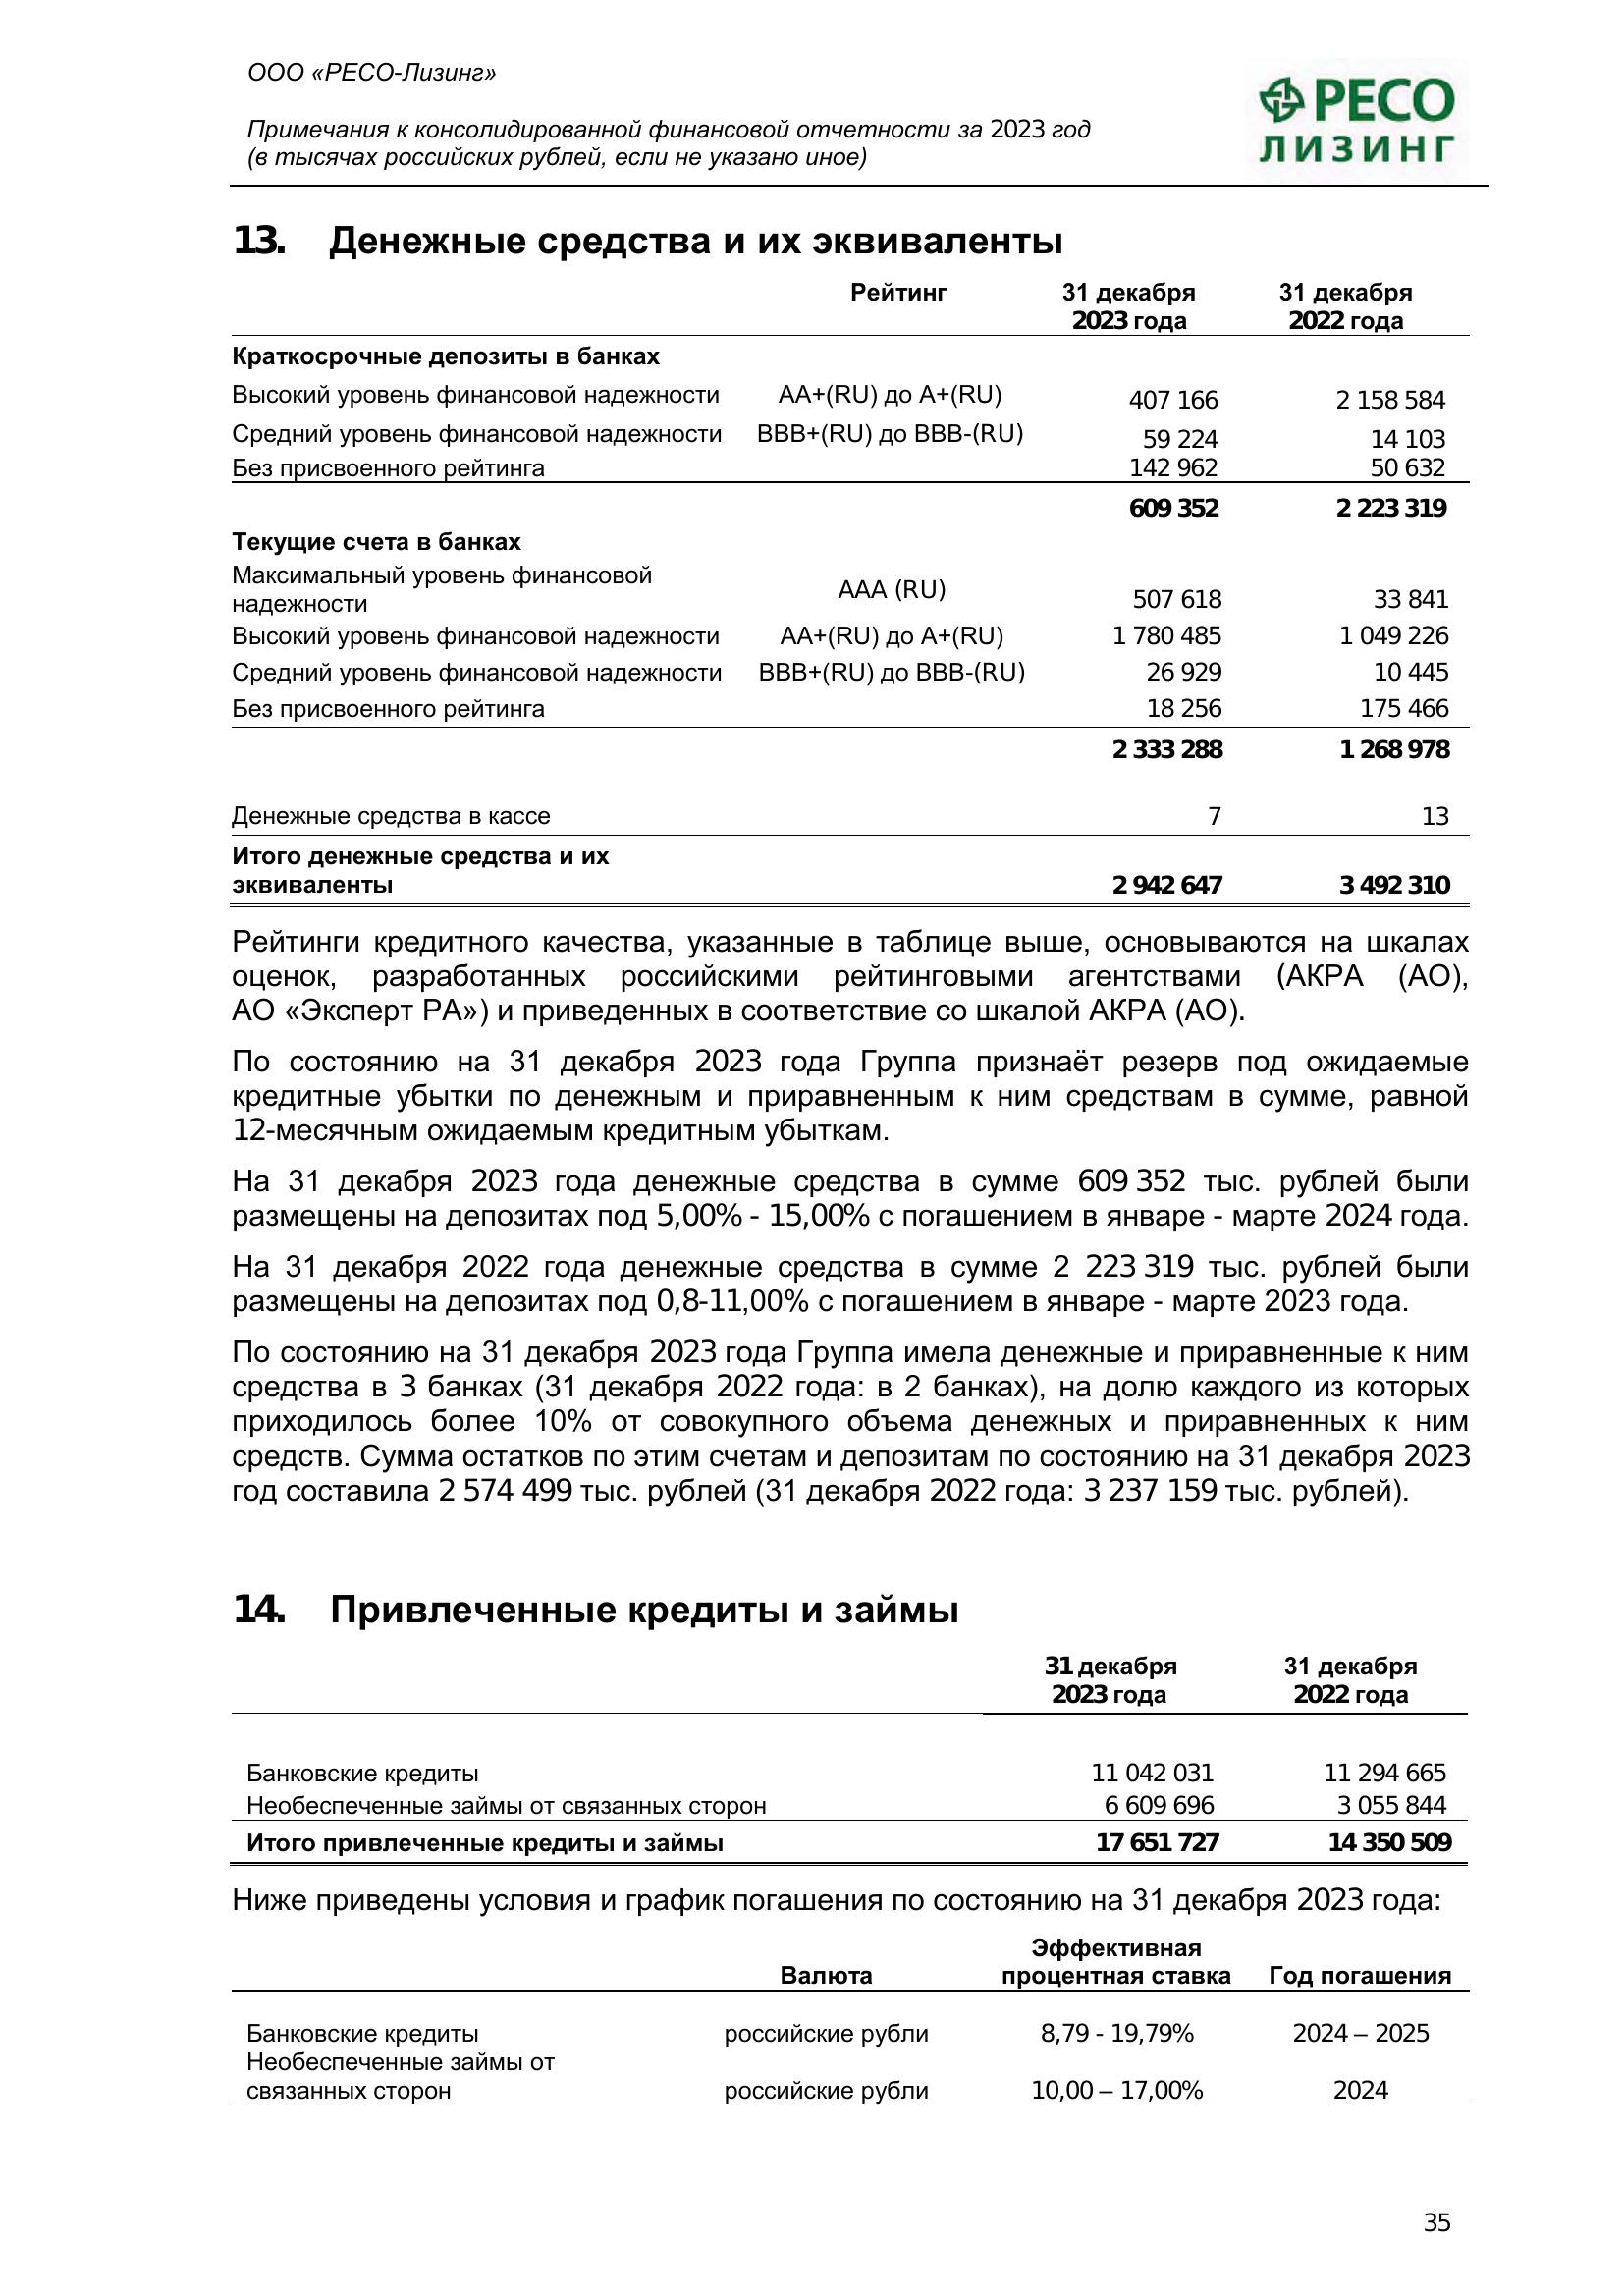 ООО «РЕСО-Лизинг»
РЕСО
ЛИЗИНГ
Примечания к консолидированной финансовой отчетности за 2023 год
(в тысячах российских рублей, если не указано иное)
13. Денежные средства и их эквиваленты
Рейтинг 31 декабря 31 декабря
2023 года 2022 года
Краткосрочные депозиты в банках
Высокий уровень финансовой надежности AA+(RU) до A+(RU) 407 166 2 158 584
Средний уровень финансовой надежности BBB+(RU) до BBB-(RU) 59 224 14 103
Без присвоенного рейтинга 142 962 50 632
609 352 2 223 319
Текущие счета в банках
Максимальный уровень финансовой
надежности AAA (RU) 507 618 33 841
Высокий уровень финансовой надежности AA+(RU) до A+(RU) 1 780 485 1 049 226
Средний уровень финансовой надежности BBB+(RU) до BBB-(RU) 26 929 10 445
Без присвоенного рейтинга 18 256 175 466
2 333 288 1 268 978
Денежные средства в кассе 7 13
Итого денежные средства и их
эквиваленты 2 942 647 3 492 310
Рейтинги кредитного качества, указанные в таблице выше, основываются на шкалах
оценок, разработанных российскими рейтинговыми агентствами (АКРА (АО),
АО «Эксперт РА») и приведенных в соответствие со шкалой АКРА (АО).
По состоянию на 31 декабря 2023 года Группа признаёт резерв под ожидаемые
кредитные убытки по денежным и приравненным к ним средствам в сумме, равной
12-месячным ожидаемым кредитным убыткам.
На 31 декабря 2023 года денежные средства в сумме 609 352 тыс. рублей были
размещены на депозитах под 5,00% - 15,00% с погашением в январе - марте 2024 года.
На 31 декабря 2022 года денежные средства в сумме 2 223 319 тыс. рублей были
размещены на депозитах под 0,8-11,00% с погашением в январе - марте 2023 года.
По состоянию на 31 декабря 2023 года Группа имела денежные и приравненные к ним
средства в 3 банках (31 декабря 2022 года: в 2 банках), на долю каждого из которых
приходилось более 10% от совокупного объема денежных и приравненных к ним
средств. Сумма остатков по этим счетам и депозитам по состоянию на 31 декабря 2023
год составила 2 574 499 тыс. рублей (31 декабря 2022 года: 3 237 159 тыс. рублей).
14. Привлеченные кредиты и займы
31 декабря 31 декабря
2023 года 2022 года
Банковские кредиты 11 042 031 11 294 665
Необеспеченные займы от связанных сторон 6 609 696 3 055 844
Итого привлеченные кредиты и займы 17 651 727 14 350 509
Ниже приведены условия и график погашения по состоянию на 31 декабря 2023 года:
Эффективная
Валюта процентная ставка Год погашения
Банковские кредиты российские рубли 8,79 - 19,79% 2024 – 2025
Необеспеченные займы от
связанных сторон российские рубли 10,00 – 17,00% 2024
35